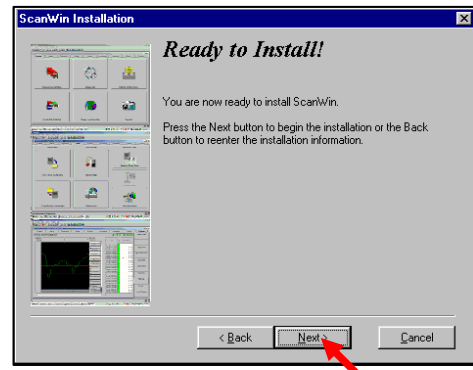 ScanWin Installation
Ready to Install!
You are now ready to install ScanWin.
Press the Next button to begin the installation or the Back
button to reenter the installation information.
< Back
Next >
Cancel